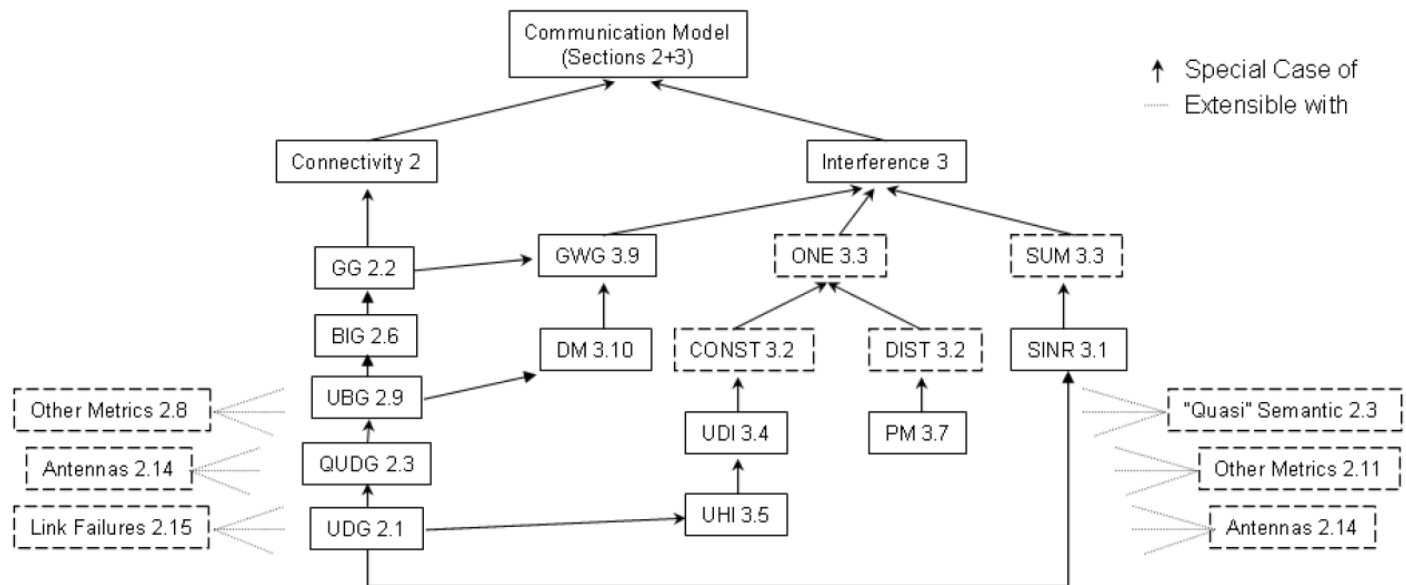 Communication Model
(Sections 2+3)
Special Case of
Extensible with
Connectivity 2
Interference 3
GG 2.2
GWG 3.9
ONE 3.3
SUM 3.3
BIG 2.6
DM 3.10
CONST 3.2
DIST 3.2
SINR 3.1
Other Metrics 2.8
UBG 2.9
"Quasi" Semantic 2.3
UDI 3.4
PM 3.7
Antennas 2.14
QUDG 2.3
Other Metrics 2.11
Link Failures 2.15
UDG 2.1
UHI 3.5
Antennas 2.14